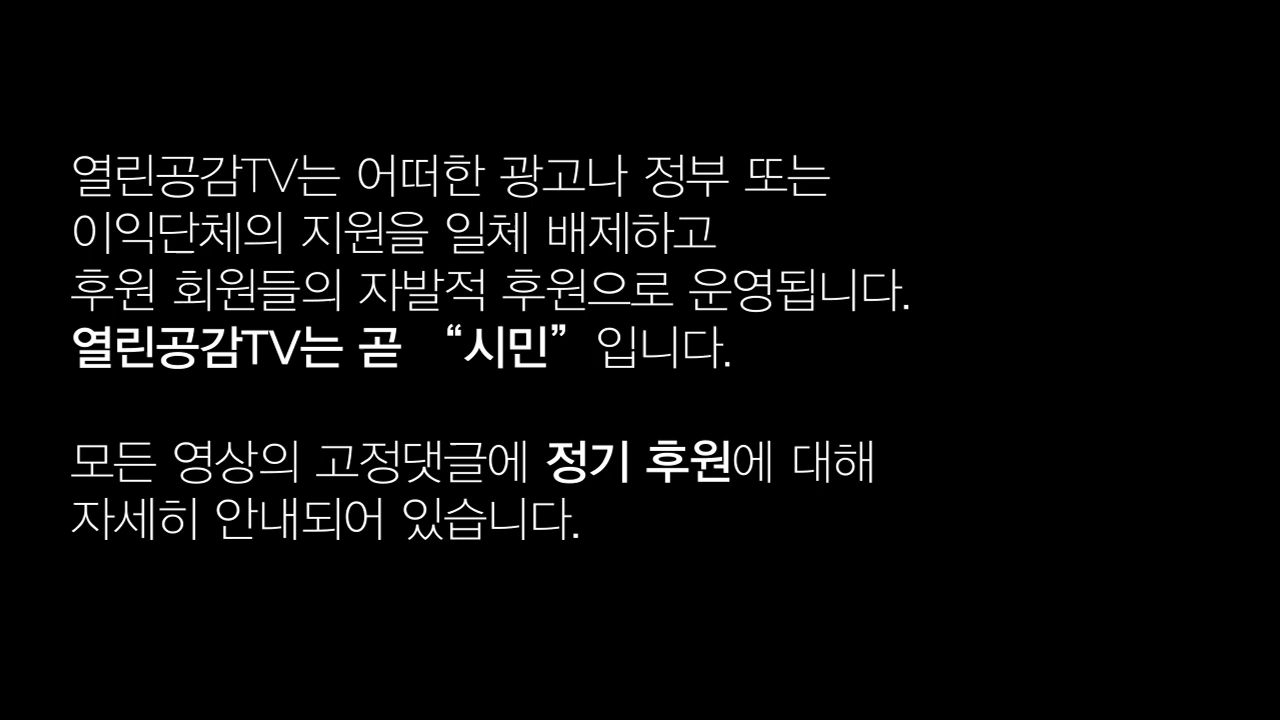 열린공감TV는 어떠한 광고나 정부 또는
이익단체의 지원을 일체 배제하고
후원 회원들의 자발적 후원으로 운영됩니다.
열린공감TV는 곧 “시민” 입니다.
모든 영상의 고정댓글에 정기 후원에 대해
자세히 안내되어 있습니다.